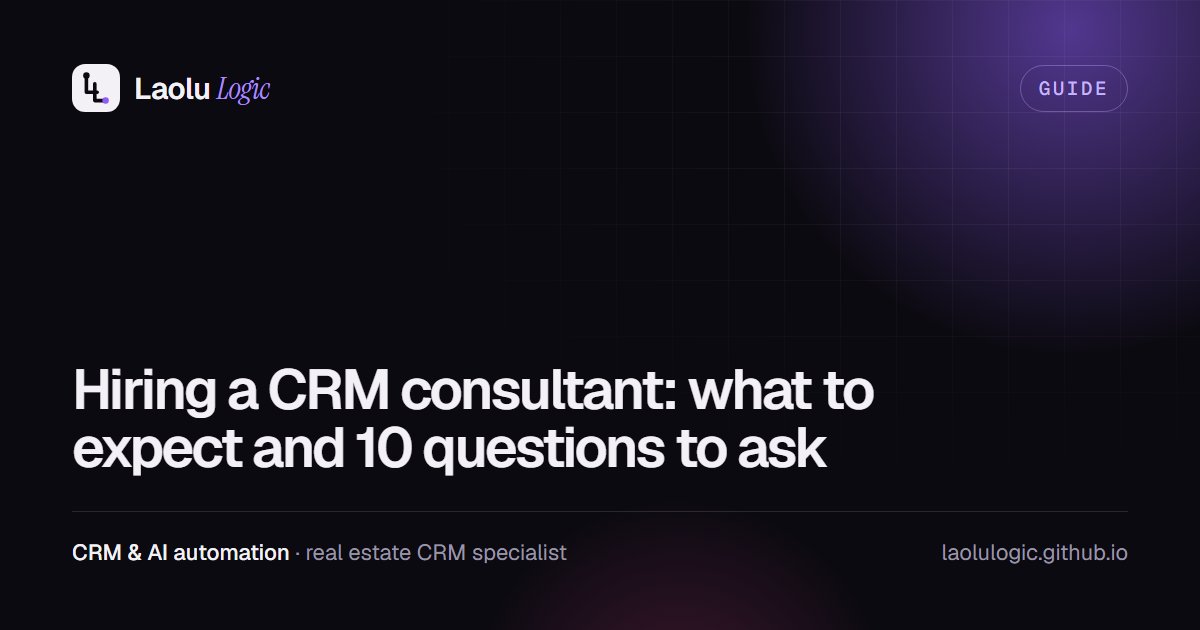 Laolu Logic
GUIDE
Hiring a CRM consultant: what to
expect and 10 questions to ask
CRM & AI automation · real estate CRM specialist
laolulogic.github.io